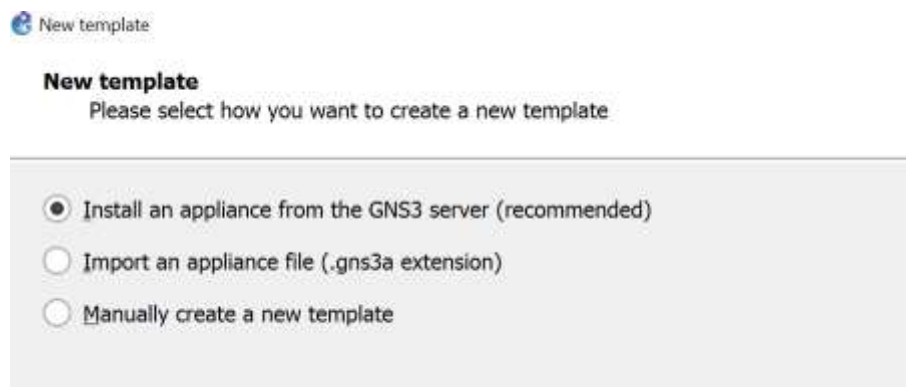 New template
New template
Please select how you want to create a new template
Install an appliance from the GNS3 server (recommended)
Import an appliance file (.gns3a extension)
Manually create a new template